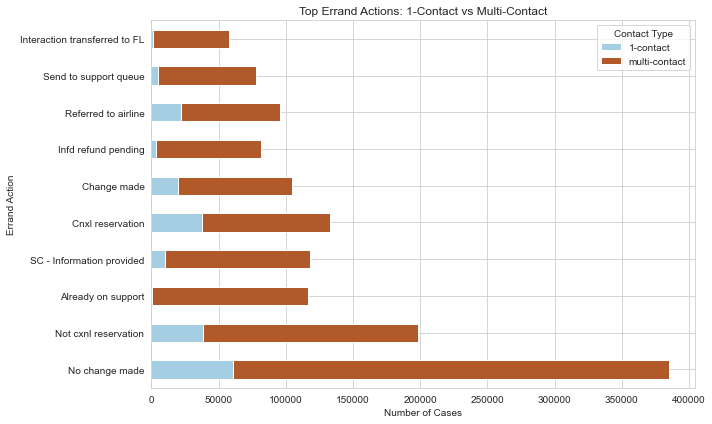 Top Errand Actions: 1-Contact vs Multi-Contact
Contact Type
1-contact
multi-contact
Errand Action
Interaction transferred to FL
Send to support queue
Referred to airline
Infd refund pending
Change made
Cnxl reservation
SC - Information provided
Already on support
Not cxnl reservation
No change made
0
50000
100000
150000
200000
250000
300000
350000
400000
Number of Cases